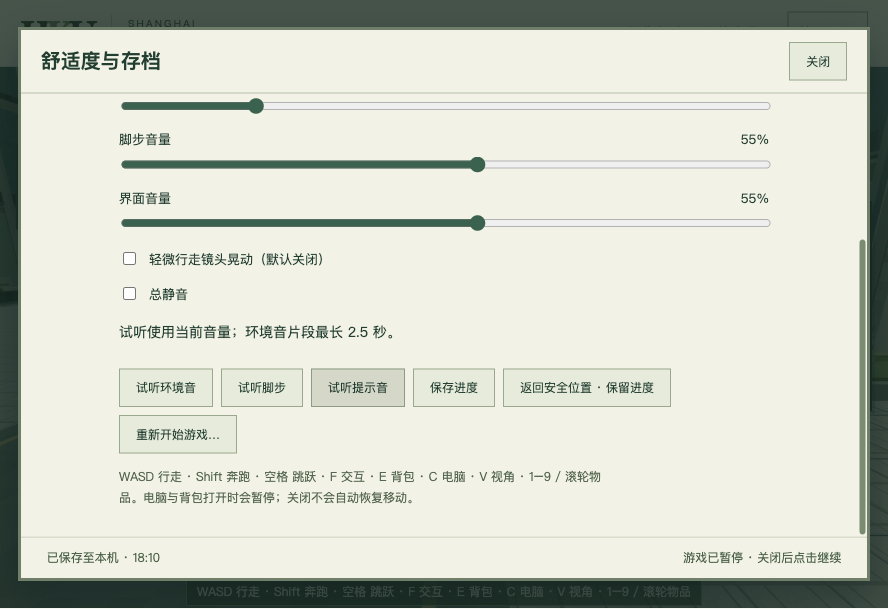 SHANGHAI
舒适度与存档
关闭
脚步音量 55%
界面音量 55%
轻微行走镜头晃动（默认关闭）
总静音
试听使用当前音量；环境音片段最长 2.5 秒。
试听环境音 试听脚步 试听提示音 保存进度 返回安全位置 · 保留进度
重新开始游戏…
WASD 行走 · Shift 奔跑 · 空格 跳跃 · F 交互 · E 背包 · C 电脑 · V 视角 · 1—9 / 滚轮物
品。电脑与背包打开时会暂停；关闭不会自动恢复移动。
已保存至本机 · 18:10 游戏已暂停 · 关闭后点击继续
WASD 行走 · Shift 奔跑 · 空格 跳跃 · F 交互 · E 背包 · C 电脑 · V 视角 · 1—9 / 滚轮物品